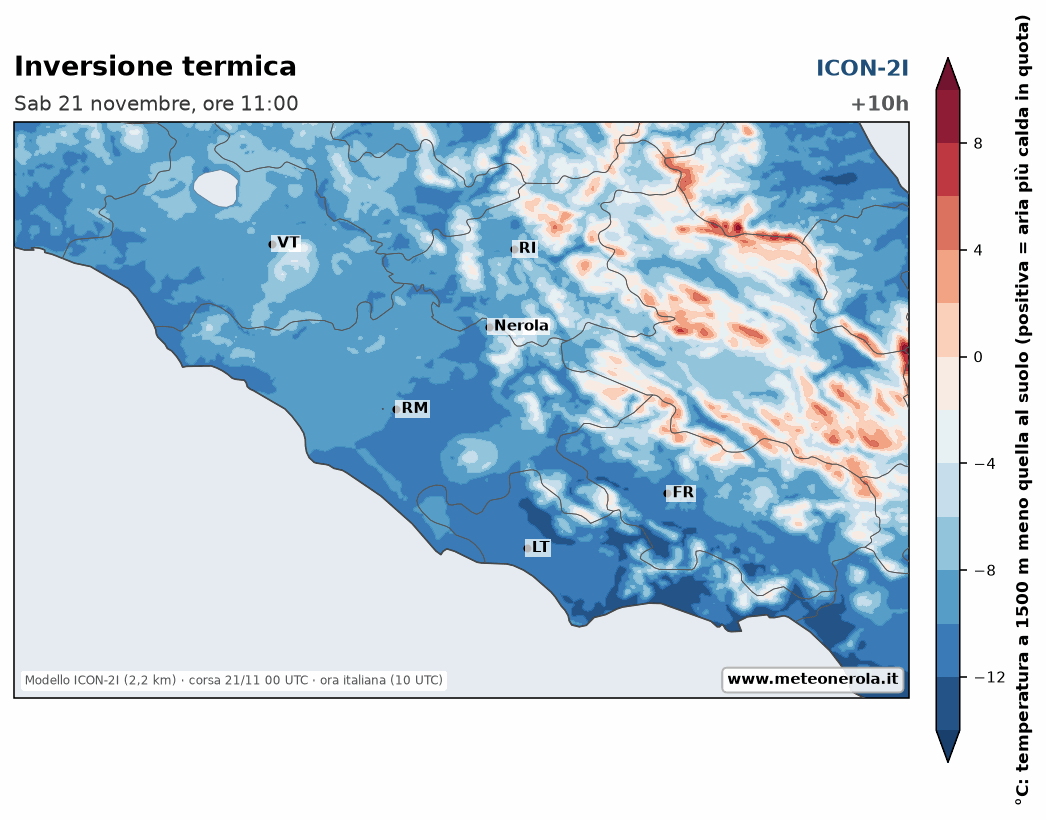 Inversione termica
ICON-2I
Sab 21 novembre, ore 11:00
+10h
VT
RI
Nerola
RM
FR
LT
Modello ICON-2I (2,2 km) · corsa 21/11 00 UTC · ora italiana (10 UTC)
www.meteonerola.it
8
4
0
−4
−8
−12
°C: temperatura a 1500 m meno quella al suolo (positiva = aria più calda in quota)